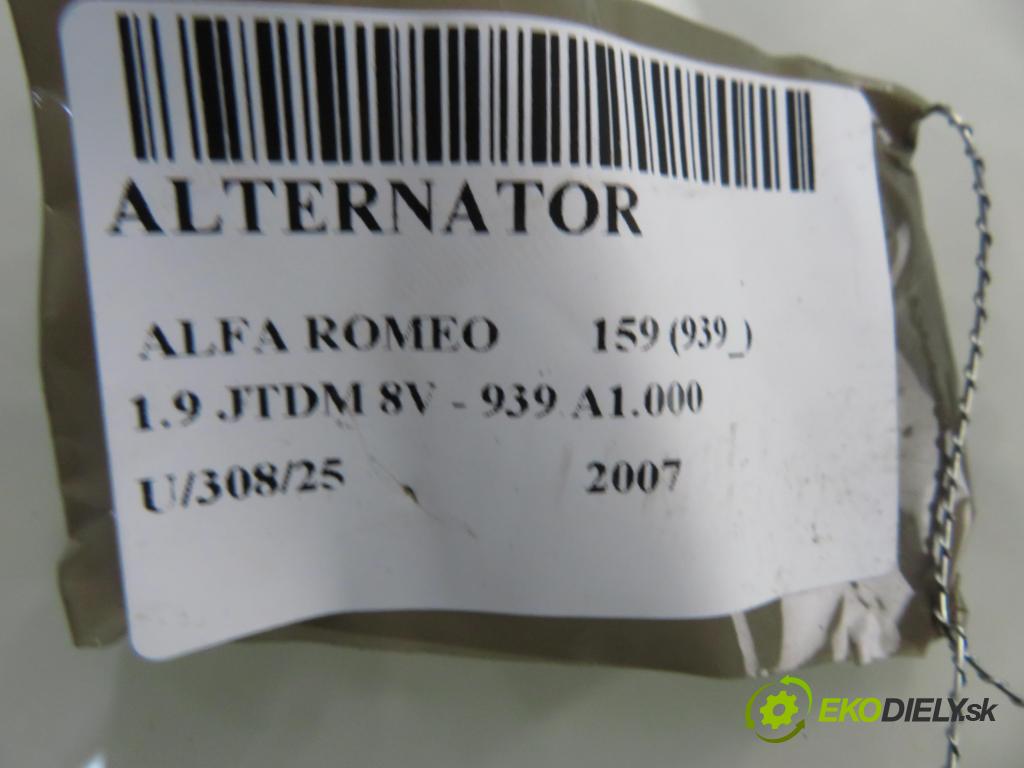 ALTERNATOR
ALFA ROMEO 159 (939_)
1.9 JTDM 8V - 939.A1.000
U/308/25 2007
EKODIELY.sk